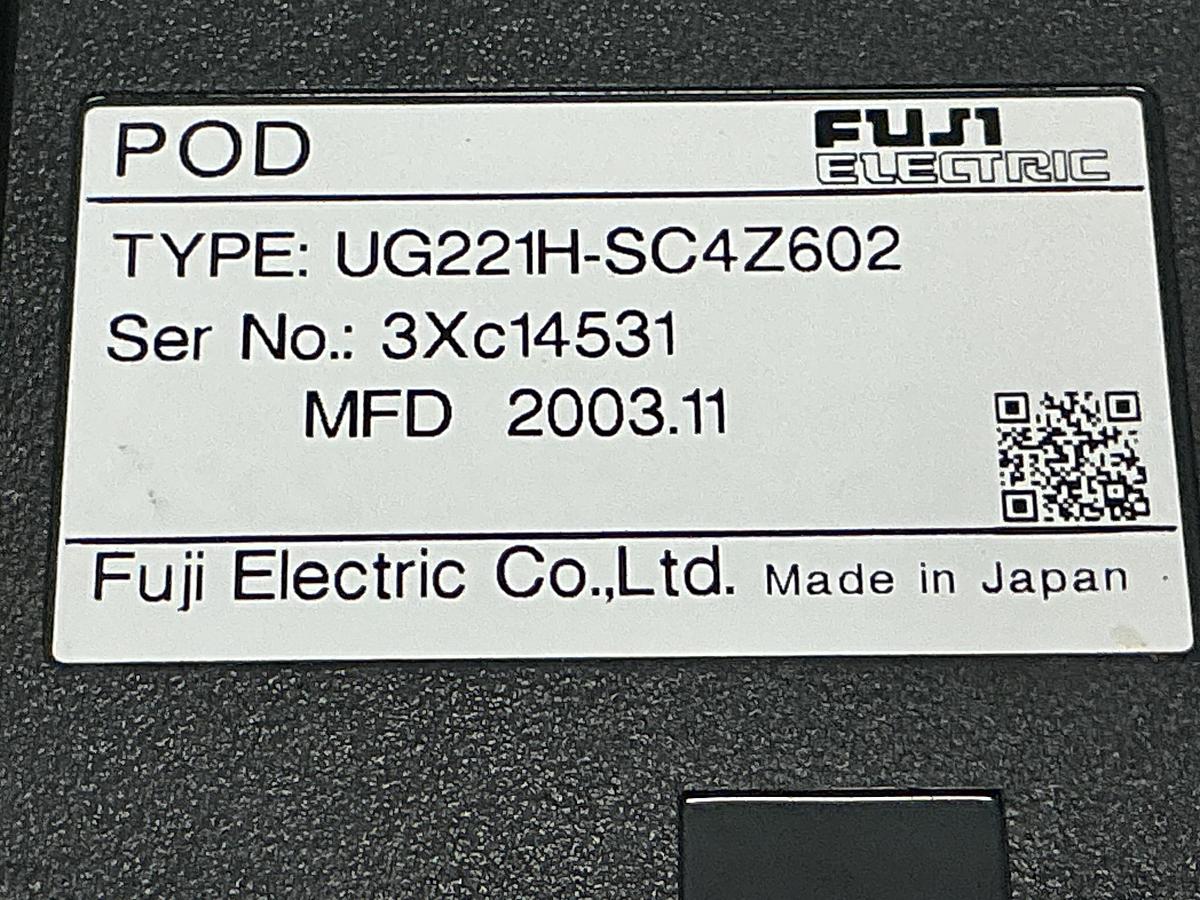 POD
FUJI
ELECTRIC
TYPE: UG221H-SC4Z602
Ser No.: 3Xc14531
MFD 2003.11
Fuji Electric Co.,Ltd. Made in Japan